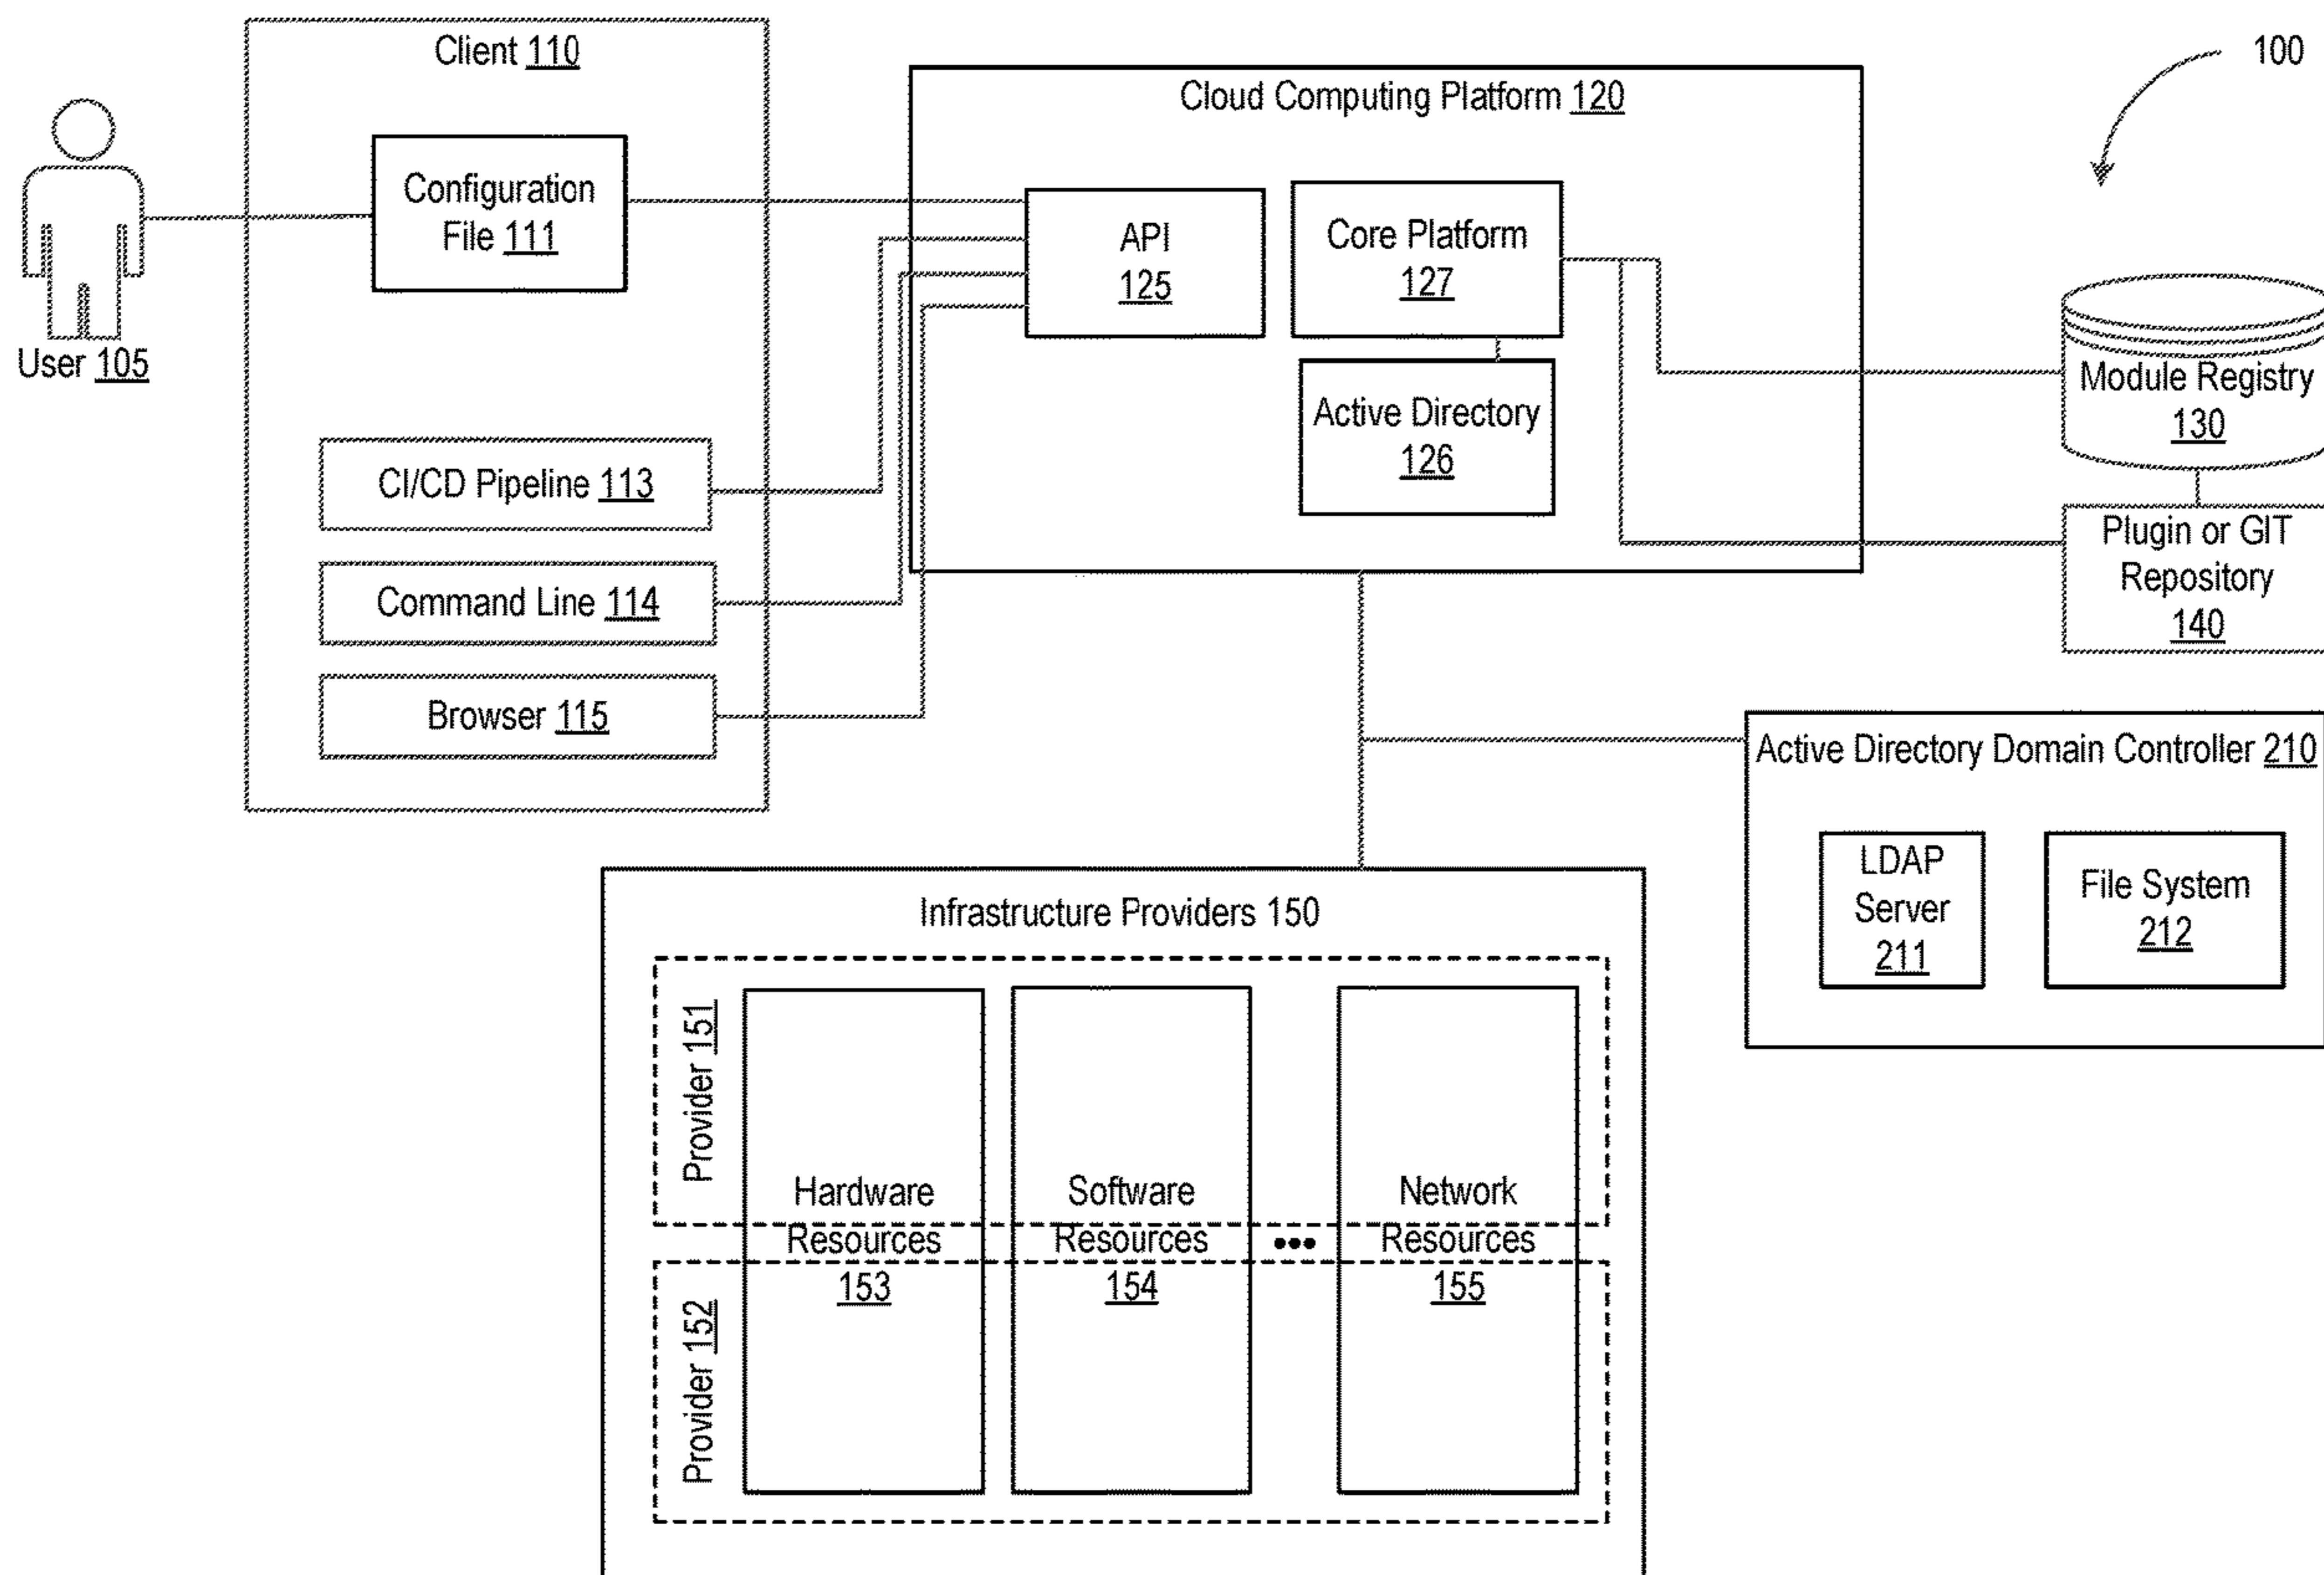 100
Client 110
Cloud Computing Platform 120
Configuration
File 111
API
125
Core Platform
127
Active Directory
126
User 105
Module Registry
130
CI/CD Pipeline 113
Plugin or GIT
Repository
140
Command Line 114
Browser 115
Active Directory Domain Controller 210
LDAP
Server
211
File System
212
Infrastructure Providers 150
Provider 151
Provider 152
Hardware
Resources
153
Software
Resources
154
•••
Network
Resources
155